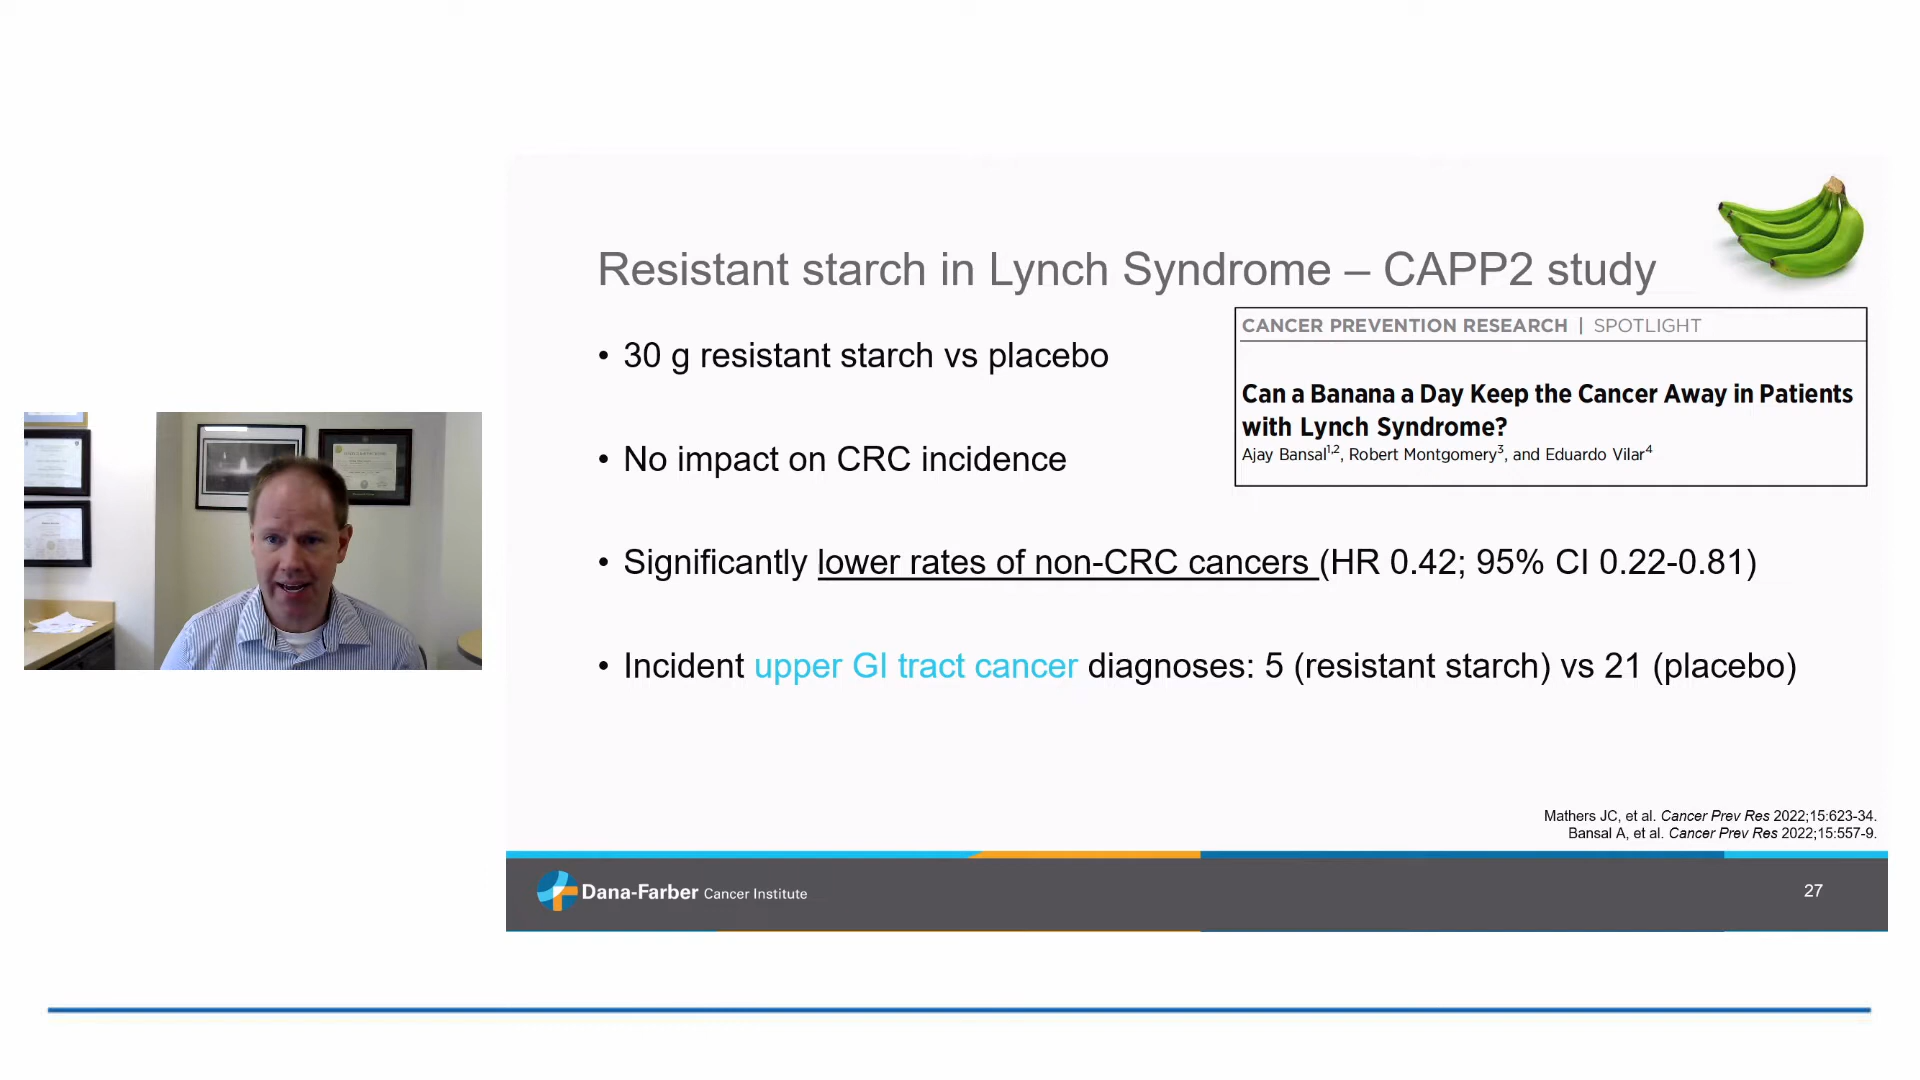 Resistant starch in Lynch Syndrome – CAPP2 study
CANCER PREVENTION RESEARCH | SPOTLIGHT
Can a Banana a Day Keep the Cancer Away in Patients
with Lynch Syndrome?
Ajay Bansal1,2, Robert Montgomery3, and Eduardo Vilar4
• 30 g resistant starch vs placebo
• No impact on CRC incidence
• Significantly lower rates of non-CRC cancers (HR 0.42; 95% CI 0.22-0.81)
• Incident upper GI tract cancer diagnoses: 5 (resistant starch) vs 21 (placebo)
Mathers JC, et al. Cancer Prev Res 2022;15:623-34.
Bansal A, et al. Cancer Prev Res 2022;15:557-9.
Dana-Farber Cancer Institute
27